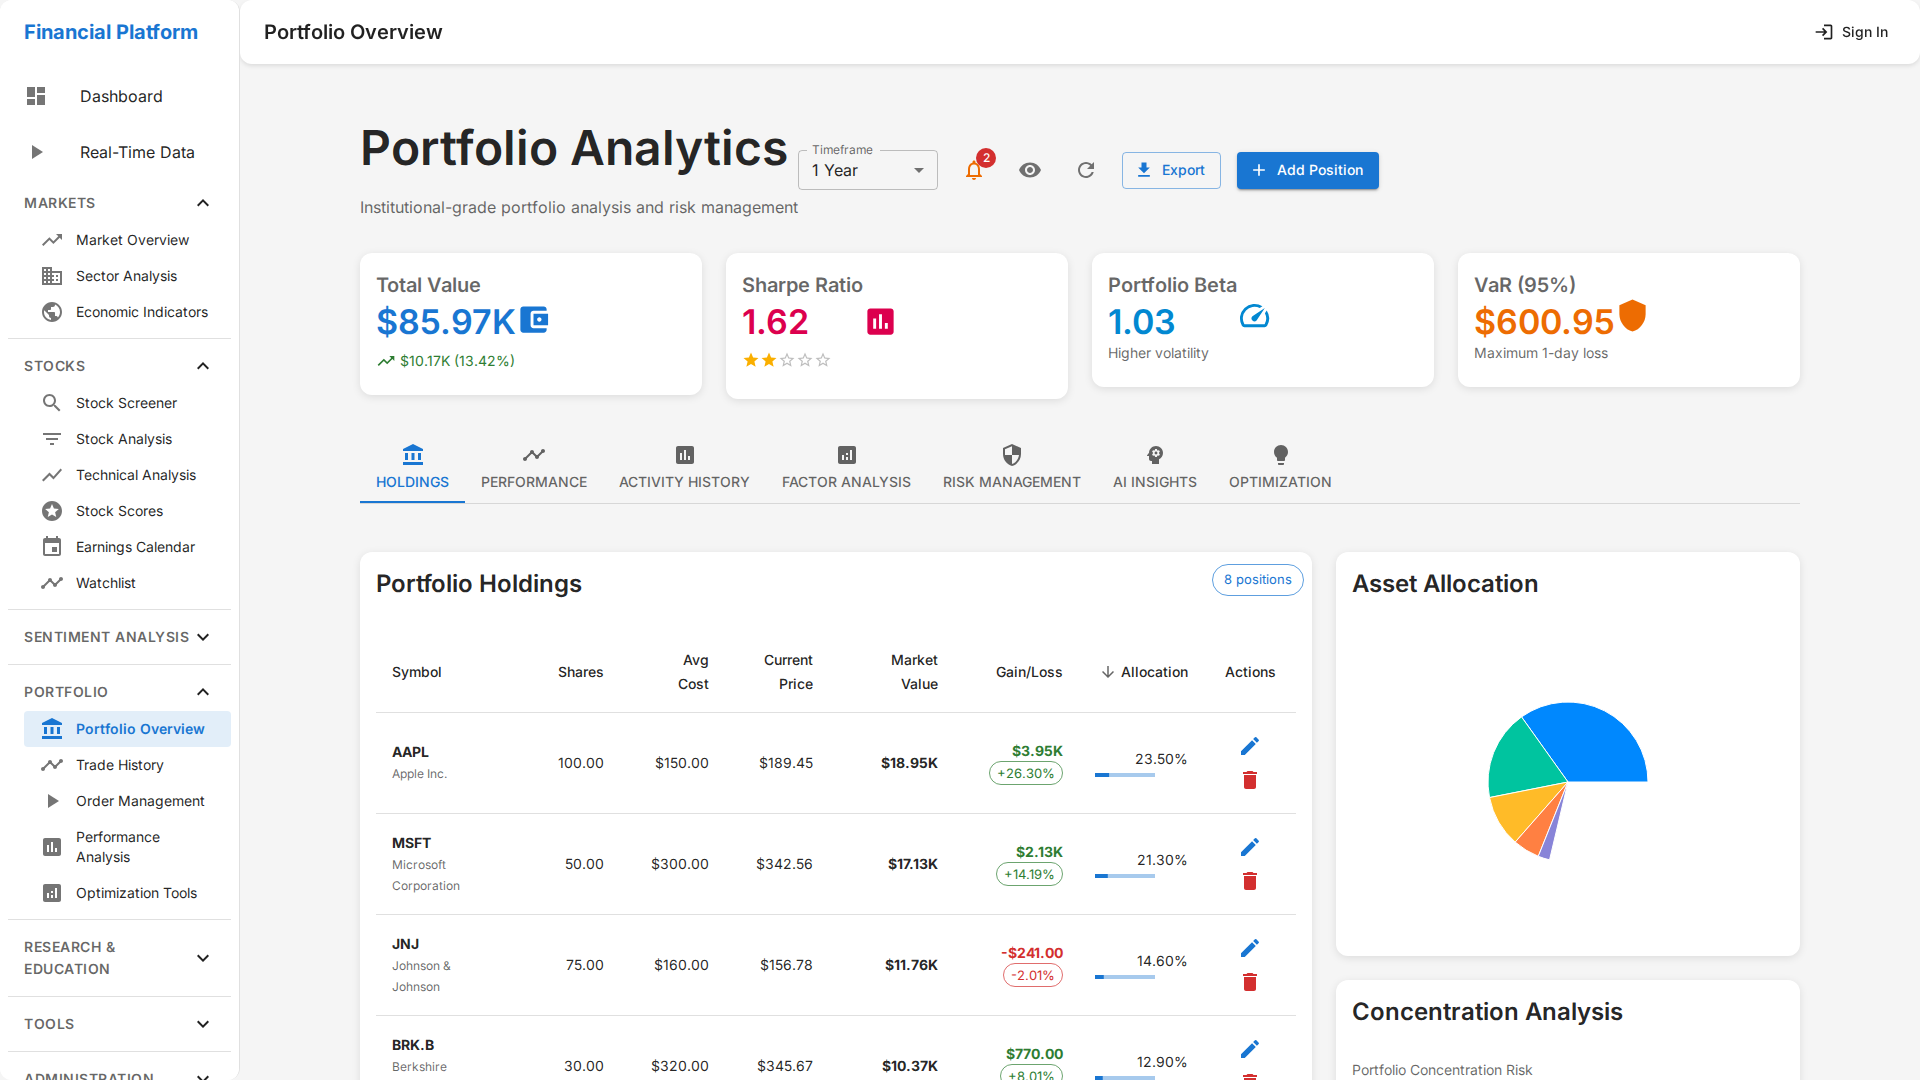 Financial Platform
Dashboard
Real-Time Data
MARKETS
Market Overview
Sector Analysis
Economic Indicators
STOCKS
Stock Screener
Stock Analysis
Technical Analysis
Stock Scores
Earnings Calendar
Watchlist
SENTIMENT ANALYSIS
PORTFOLIO
Portfolio Overview
Trade History
Order Management
Performance
Analysis
Optimization Tools
RESEARCH &
EDUCATION
TOOLS
ADMINISTRATION
Portfolio Overview
Sign In
Portfolio Analytics
Institutional-grade portfolio analysis and risk management
Timeframe
1 Year
2
Export
Add Position
Total Value
$85.97K
$10.17K (13.42%)
Sharpe Ratio
1.62
Portfolio Beta
1.03
Higher volatility
VaR (95%)
$600.95
Maximum 1-day loss
HOLDINGS
PERFORMANCE
ACTIVITY HISTORY
FACTOR ANALYSIS
RISK MANAGEMENT
AI INSIGHTS
OPTIMIZATION
Portfolio Holdings
8 positions
Symbol
Shares
Avg
Cost
Current
Price
Market
Value
Gain/Loss
Allocation
Actions
AAPL
Apple Inc.
100.00
$150.00
$189.45
$18.95K
$3.95K
+26.30%
23.50%
MSFT
Microsoft
Corporation
50.00
$300.00
$342.56
$17.13K
$2.13K
+14.19%
21.30%
JNJ
Johnson &
Johnson
75.00
$160.00
$156.78
$11.76K
-$241.00
-2.01%
14.60%
BRK.B
Berkshire
30.00
$320.00
$345.67
$10.37K
$770.00
+8.01%
12.90%
Asset Allocation
Concentration Analysis
Portfolio Concentration Risk